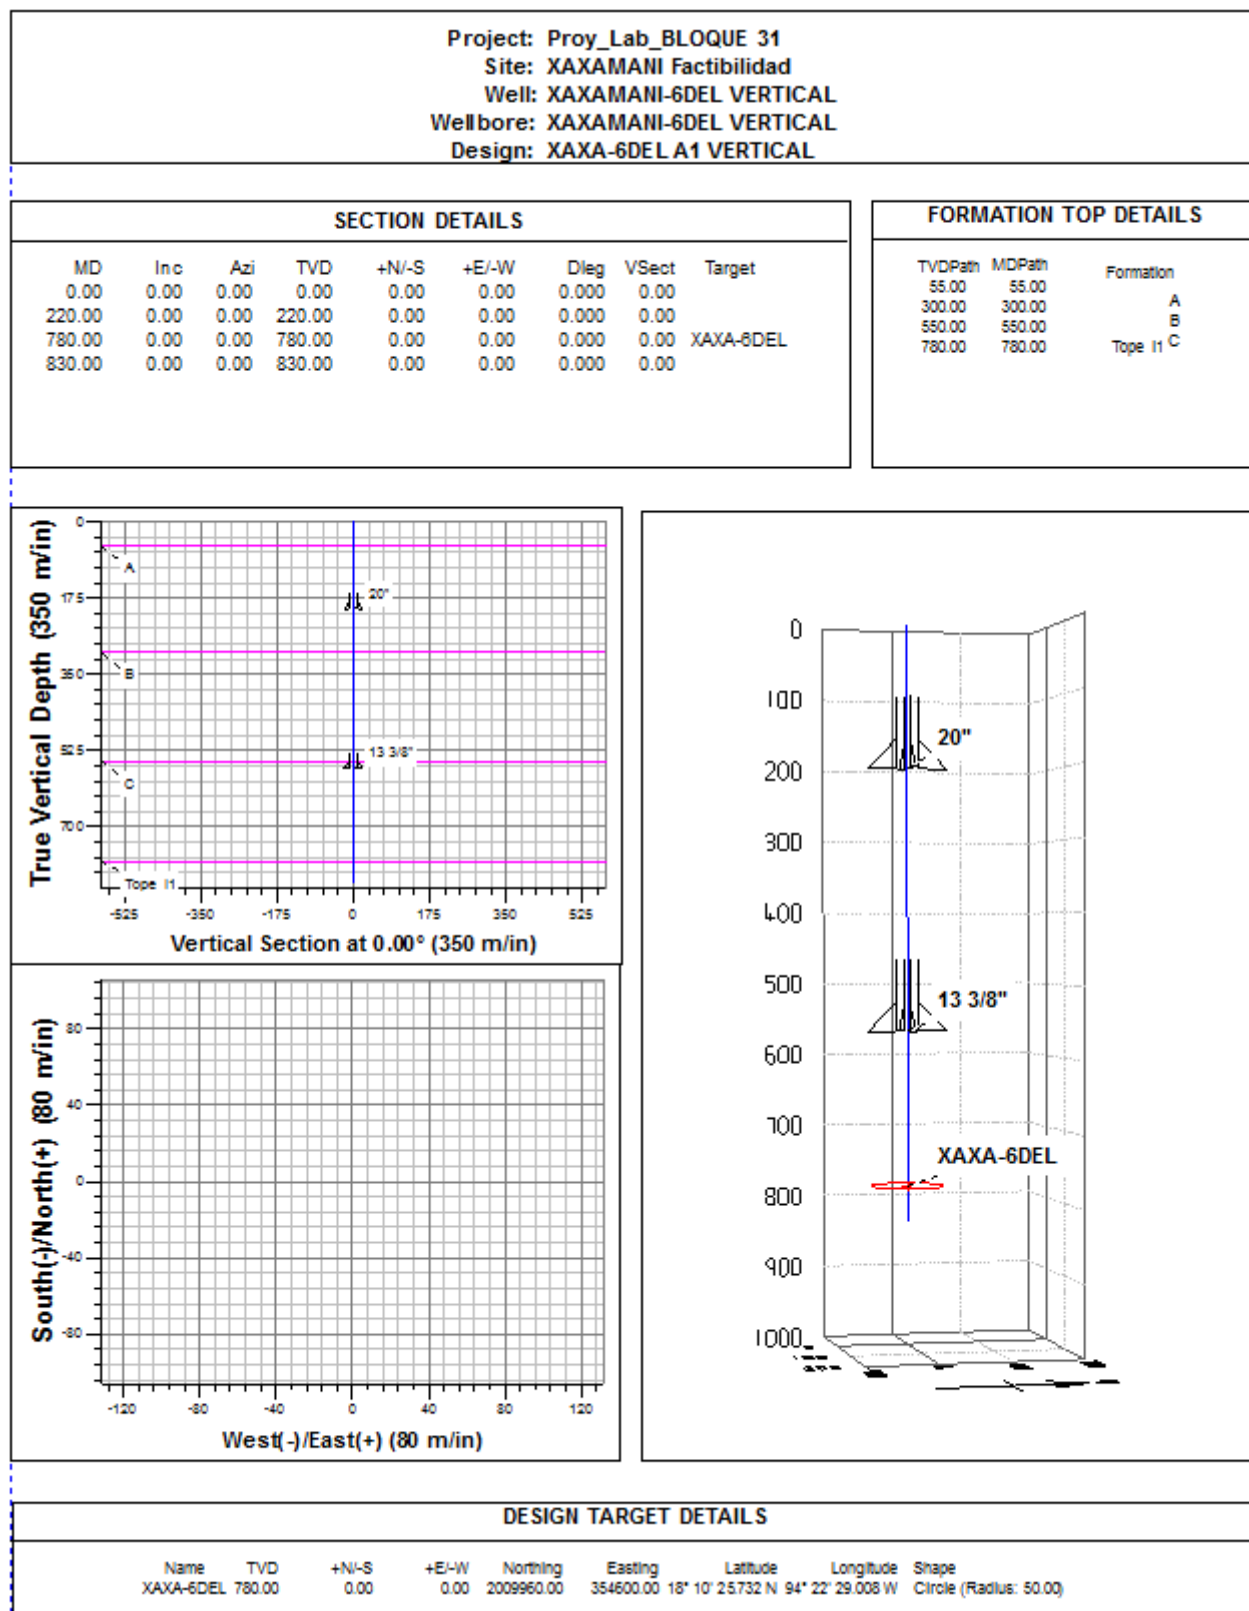 Project: Proy_Lab_BLOQUE 31
Site: XAXAMANI Factibilidad
Well: XAXAMANI-6DEL VERTICAL
Wellbore: XAXAMANI-6DEL VERTICAL
Design: XAXA-6DEL A1 VERTICAL
SECTION DETAILS
MD Inc Azi TVD +N/-S +E/-W Dleg VSect Target
0.00 0.00 0.00 0.00 0.00 0.00 0.000 0.00
220.00 0.00 0.00 220.00 0.00 0.00 0.000 0.00
780.00 0.00 0.00 780.00 0.00 0.00 0.000 0.00 XAXA-6DEL
830.00 0.00 0.00 830.00 0.00 0.00 0.000 0.00
FORMATION TOP DETAILS
TVDPath MDPath Formation
55.00 55.00 A
300.00 300.00 B
550.00 550.00 C
780.00 780.00 Tope I1
True Vertical Depth (350 m/in)
0
175
350
525
700
A
20"
B
13 3/8"
C
Tope I1
-525 -350 -175 0 175 350 525
Vertical Section at 0.00° (350 m/in)
South(-)/North(+) (80 m/in)
80
40
0
-40
-80
-120 -80 -40 0 40 80 120
West(-)/East(+) (80 m/in)
0
100
200
300
400
500
600
700
800
900
1000
20"
13 3/8"
XAXA-6DEL
DESIGN TARGET DETAILS
Name TVD +N/-S +E/-W Northing Easting Latitude Longitude Shape
XAXA-6DEL 780.00 0.00 0.00 2009960.00 354600.00 18° 10' 25.732 N 94° 22' 29.008 W Circle (Radius: 50.00)